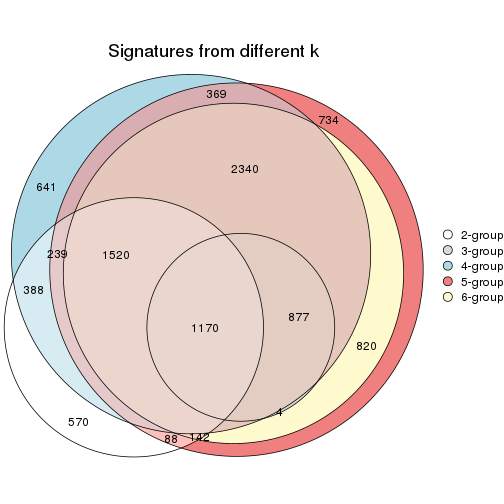 Signatures from different k
369
734
2340
641
239
1520
388
877
1170
820
4
570
88
142
2-group
3-group
4-group
5-group
6-group